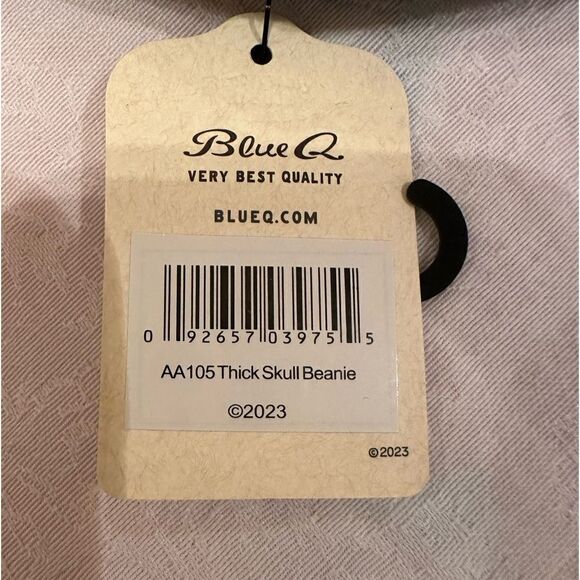 Blue Q
VERY BEST QUALITY
BLUEQ.COM
0 92657 03975 5
AA105 Thick Skull Beanie
©2023
©2023